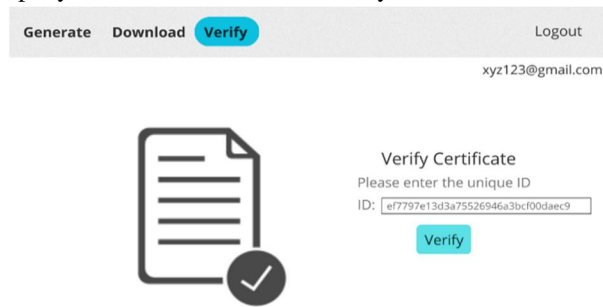 Generate Download Verify Logout
xyz123@gmail.com
Verify Certificate
Please enter the unique ID
ID: ef7797e13d3a75526946a3bcf00daec9
Verify